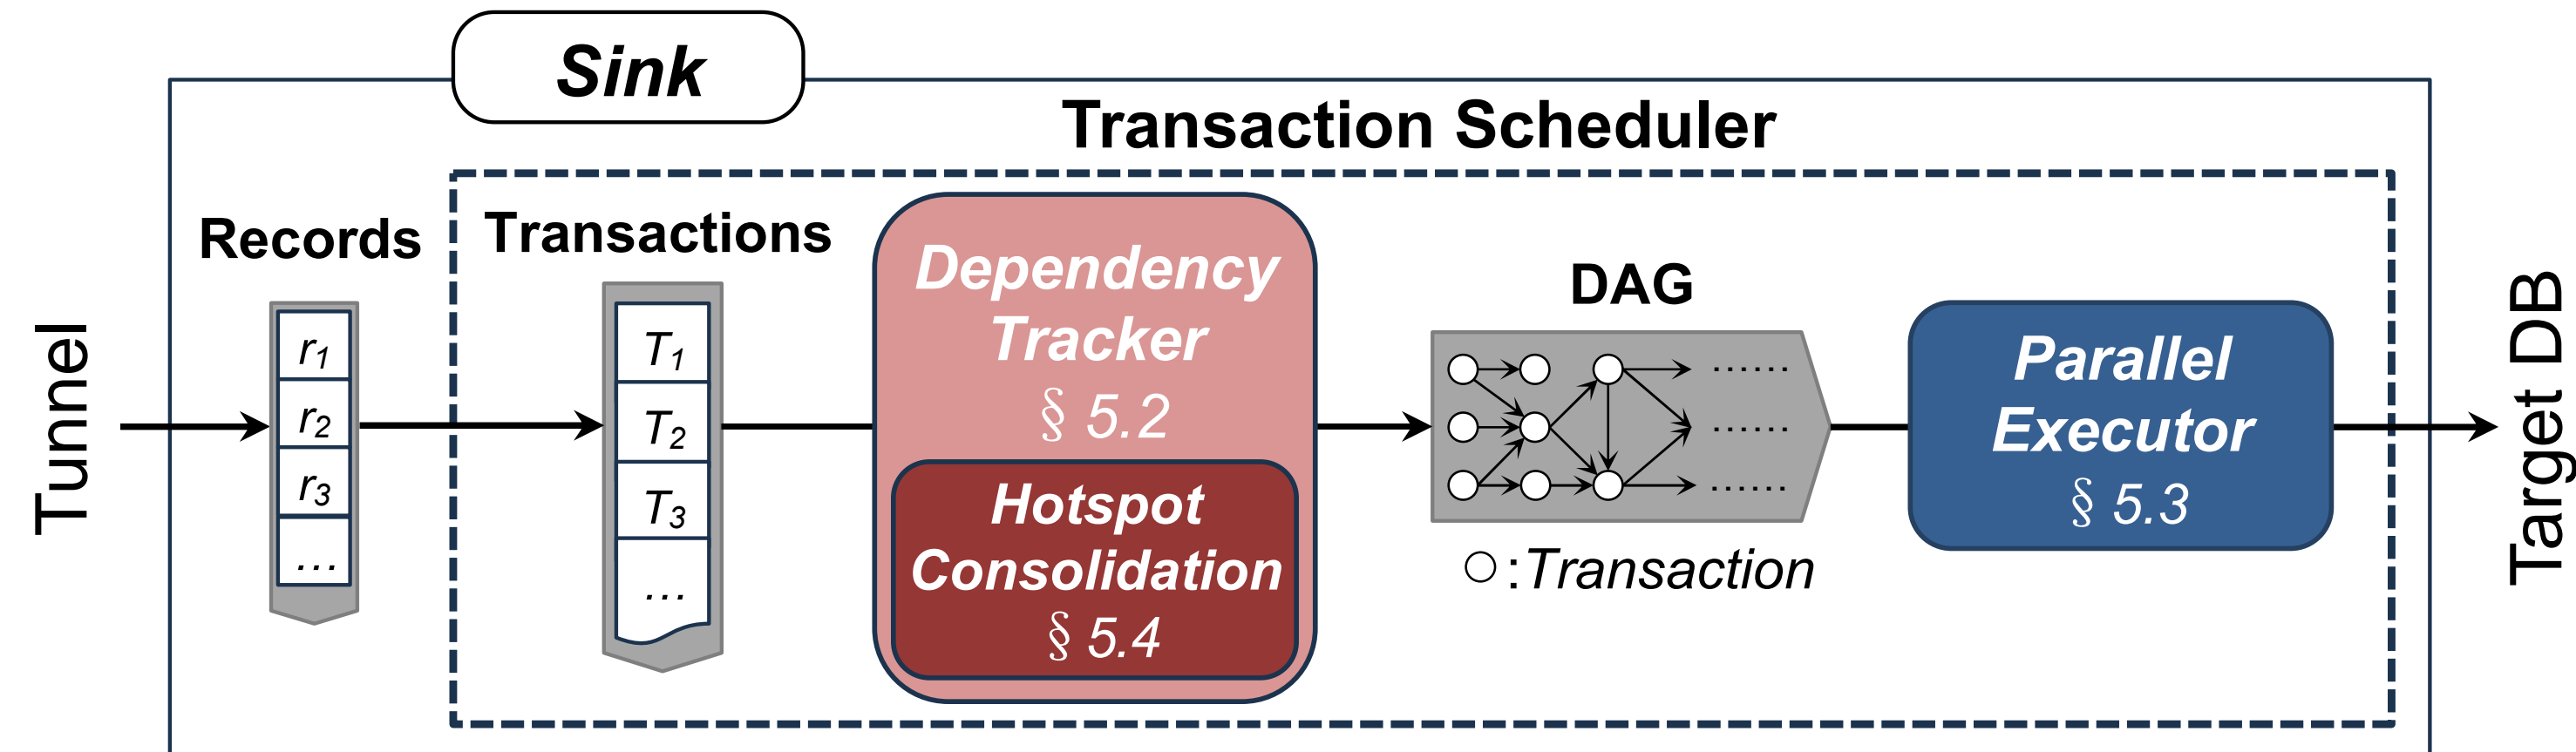 Sink
Transaction Scheduler
Tunnel
Records
r1
r2
r3
...
Transactions
T1
T2
T3
...
Dependency
Tracker
§ 5.2
Hotspot
Consolidation
§ 5.4
DAG
......
......
......
○ : Transaction
Parallel
Executor
§ 5.3
Target DB